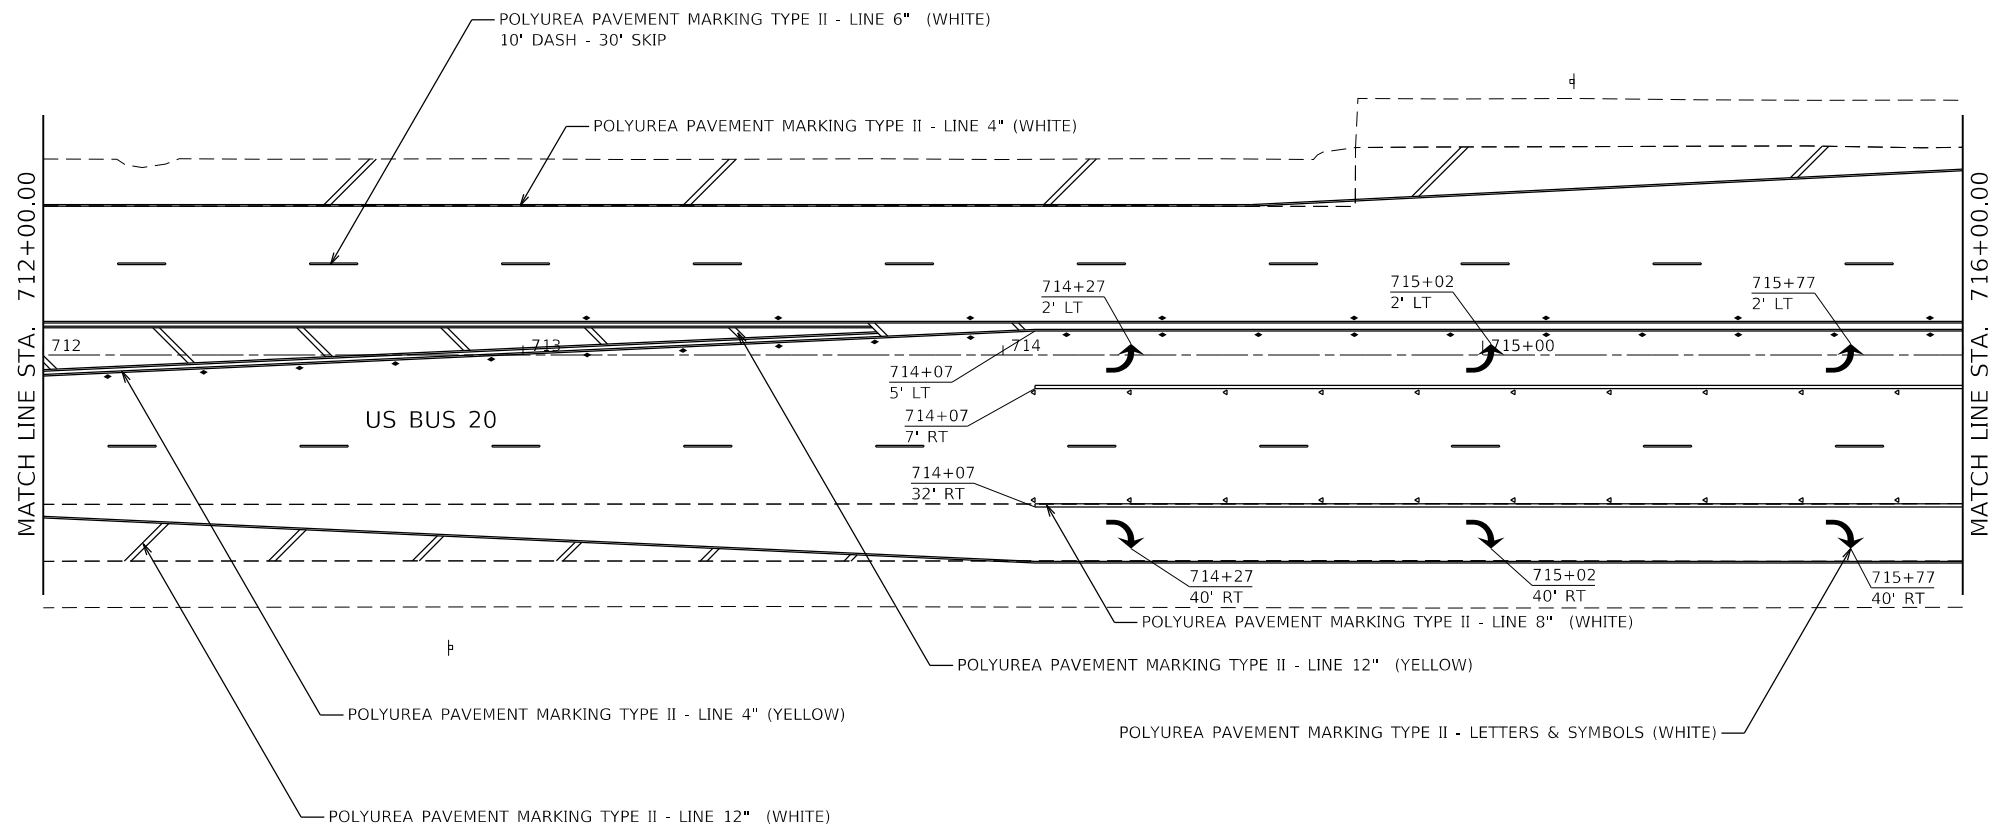 POLYUREA PAVEMENT MARKING TYPE II - LINE 6" (WHITE)
10' DASH - 30' SKIP
POLYUREA PAVEMENT MARKING TYPE II - LINE 4" (WHITE)
MATCH LINE STA. 712+00.00
MATCH LINE STA. 716+00.00
714+27
2' LT
715+02
2' LT
715+77
2' LT
712
713
714
715+00
714+07
5' LT
714+07
7' RT
US BUS 20
714+07
32' RT
714+27
40' RT
715+02
40' RT
715+77
40' RT
POLYUREA PAVEMENT MARKING TYPE II - LINE 8" (WHITE)
POLYUREA PAVEMENT MARKING TYPE II - LINE 12" (YELLOW)
POLYUREA PAVEMENT MARKING TYPE II - LINE 4" (YELLOW)
POLYUREA PAVEMENT MARKING TYPE II - LETTERS & SYMBOLS (WHITE)
POLYUREA PAVEMENT MARKING TYPE II - LINE 12" (WHITE)